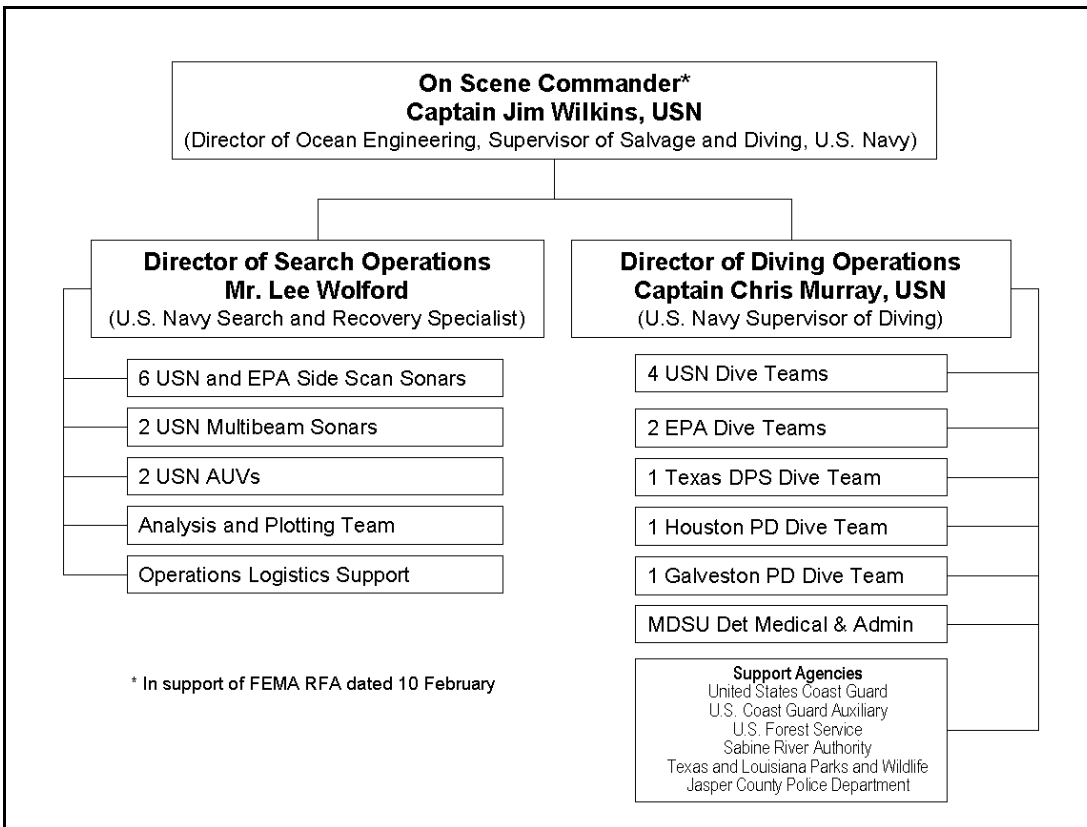 On Scene Commander*
Captain Jim Wilkins, USN
(Director of Ocean Engineering, Supervisor of Salvage and Diving, U.S. Navy)
Director of Search Operations
Mr. Lee Wolford
(U.S. Navy Search and Recovery Specialist)
6 USN and EPA Side Scan Sonars
2 USN Multibeam Sonars
2 USN AUVs
Analysis and Plotting Team
Operations Logistics Support
* In support of FEMA RFA dated 10 February
Director of Diving Operations
Captain Chris Murray, USN
(U.S. Navy Supervisor of Diving)
4 USN Dive Teams
2 EPA Dive Teams
1 Texas DPS Dive Team
1 Houston PD Dive Team
1 Galveston PD Dive Team
MDSU Det Medical & Admin
Support Agencies
United States Coast Guard
U.S. Coast Guard Auxiliary
U.S. Forest Service
Sabine River Authority
Texas and Louisiana Parks and Wildlife
Jasper County Police Department